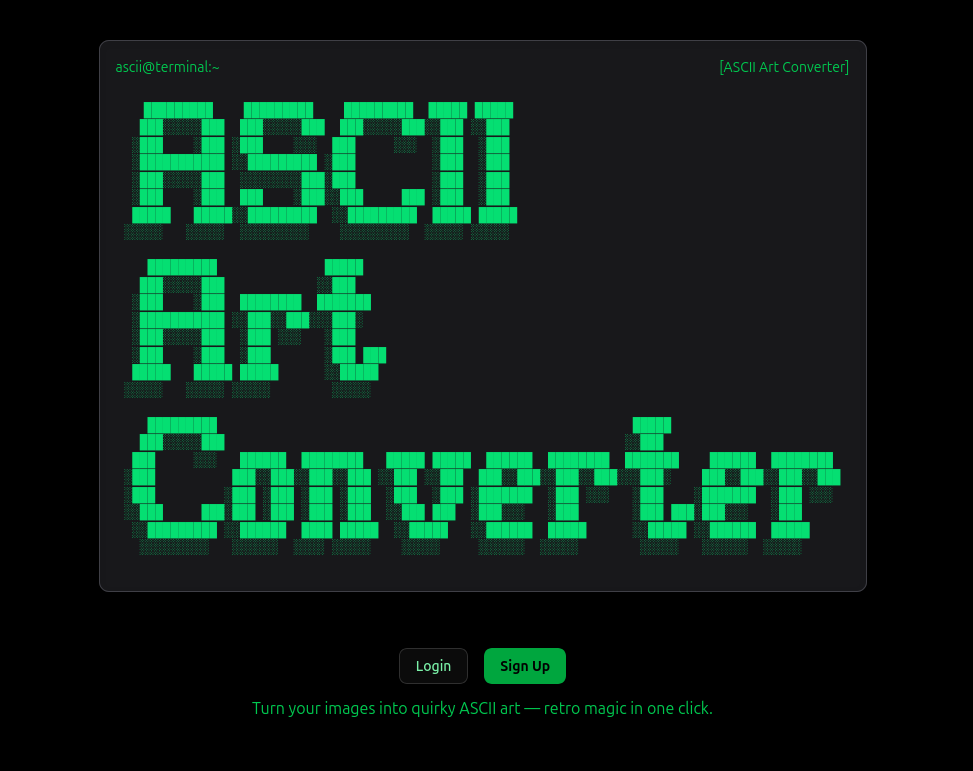 ascii@terminal:~
[ASCII Art Converter]
ASCII
Art
Converter
Login
Sign Up
Turn your images into quirky ASCII art — retro magic in one click.